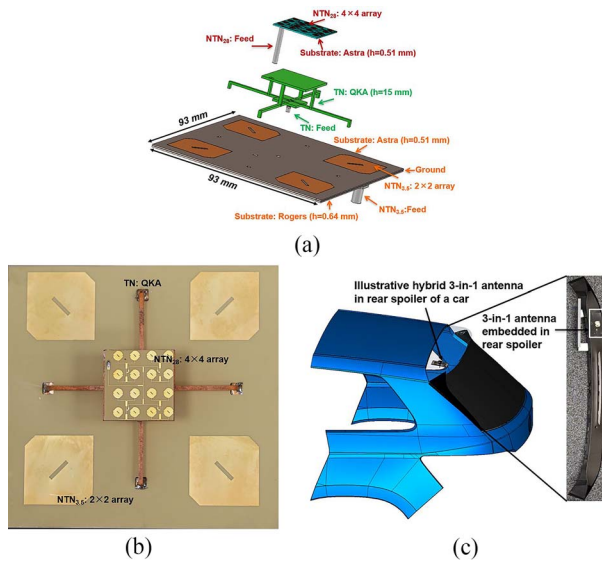 NTN28: 4×4 array
NTN28: Feed
Substrate: Astra (h=0.51 mm)
TN: QKA (h=15 mm)
TN: Feed
93 mm
Substrate: Astra (h=0.51 mm)
Ground
NTN3.5: 2×2 array
93 mm
NTN3.5:Feed
Substrate: Rogers (h=0.64 mm)
(a)
TN: QKA
NTN28: 4×4 array
NTN3.5: 2×2 array
(b)
Illustrative hybrid 3-in-1 antenna
in rear spoiler of a car
3-in-1 antenna
embedded in
rear spoiler
(c)